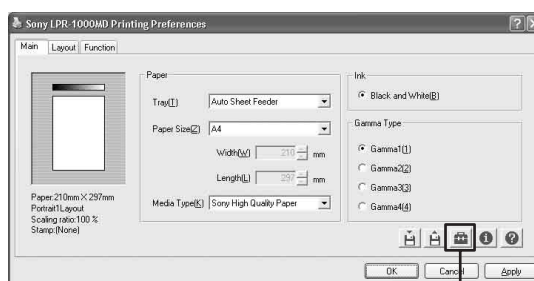 Sony LPR-1000MD Printing Preferences
Main Layout Function
Paper
Tray(T) Auto Sheet Feeder
Paper Size(Z) A4
Width(W) 210 mm
Length(L) 297 mm
Media Type(K) Sony High Quality Paper
Paper:210mm X 297mm
Portrait1Layout
Scaling ratio:100 %
Stamp:(None)
Ink
Black and White(B)
Gamma Type
Gamma1(1)
Gamma2(2)
Gamma3(3)
Gamma4(4)
OK Cancel Apply